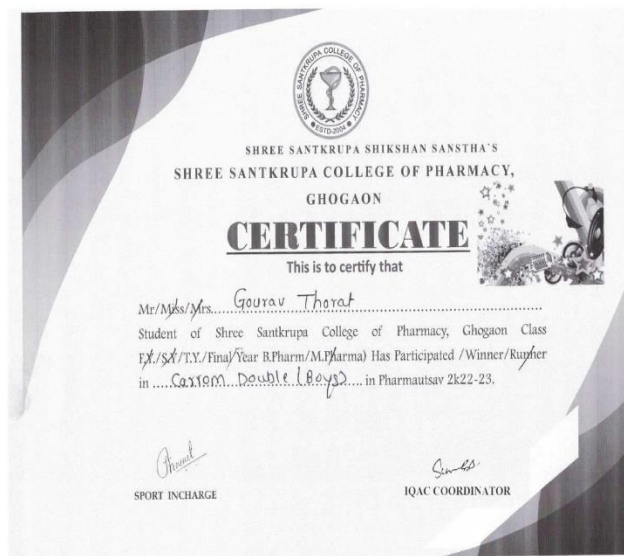 SHREE SANTKRUPA COLLEGE OF PHARMACY
ESTD-2004
SHREE SANTKRUPA SHIKSHAN SANSTHA`S
SHREE SANTKRUPA COLLEGE OF PHARMACY,
GHOGAON
CERTIFICATE
This is to certify that
Mr/Miss/Mrs. Gourav Thorat
Student of Shree Santkrupa College of Pharmacy, Ghogaon Class
F.Y./S.Y/T.Y./Final Year B.Pharm/M.Pharma) Has Participated /Winner/Runner
in ..... Carrom Double (Boys) ..... in Pharmautsav 2k22-23.
SPORT INCHARGE
IQAC COORDINATOR